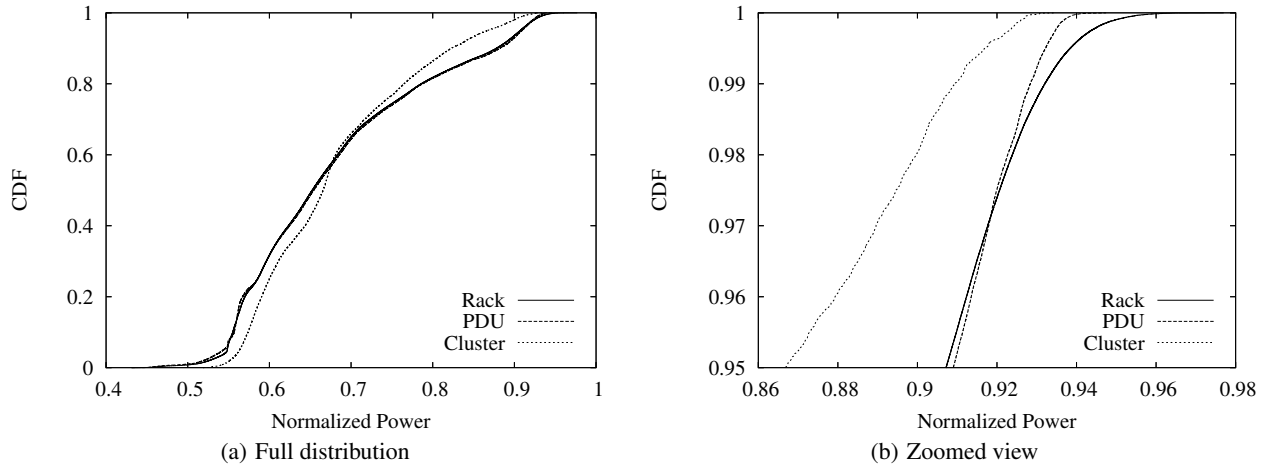 1
0.8
0.6
0.4
0.2
0
CDF
Rack
PDU
Cluster
0.4 0.5 0.6 0.7 0.8 0.9 1
Normalized Power
(a) Full distribution
1
0.99
0.98
0.97
0.96
0.95
CDF
Rack
PDU
Cluster
0.86 0.88 0.9 0.92 0.94 0.96 0.98
Normalized Power
(b) Zoomed view